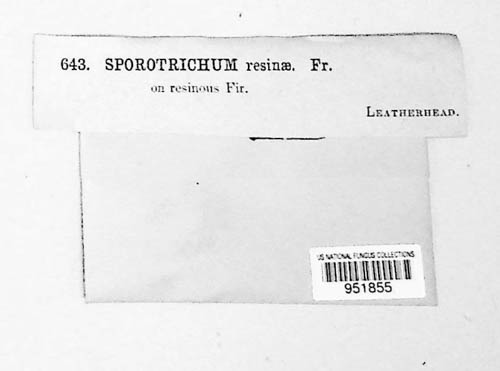 643. SPOROTRICHUM resinæ. Fr.
on resinous Fir.
LEATHERHEAD.
US NATIONAL FUNGUS COLLECTIONS
951855